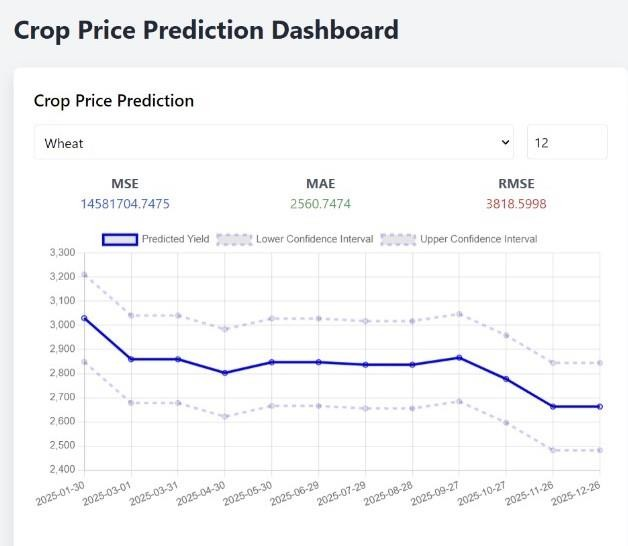 Crop Price Prediction Dashboard
Crop Price Prediction
Wheat 12
MSE MAE RMSE
14581704.7475 2560.7474 3818.5998
Predicted Yield Lower Confidence Interval Upper Confidence Interval
3,300
3,200
3,100
3,000
2,900
2,800
2,700
2,600
2,500
2,400
2025-01-30 2025-03-01 2025-03-31 2025-04-30 2025-05-30 2025-06-29 2025-07-29 2025-08-28 2025-09-27 2025-10-27 2025-11-26 2025-12-26